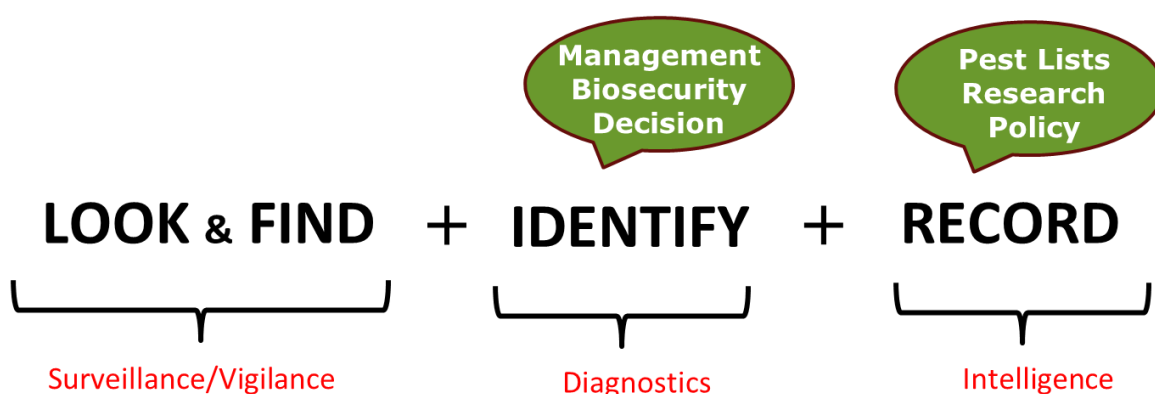 Management
Biosecurity
Decision
Pest Lists
Research
Policy
LOOK & FIND + IDENTIFY + RECORD
Surveillance/Vigilance
Diagnostics
Intelligence